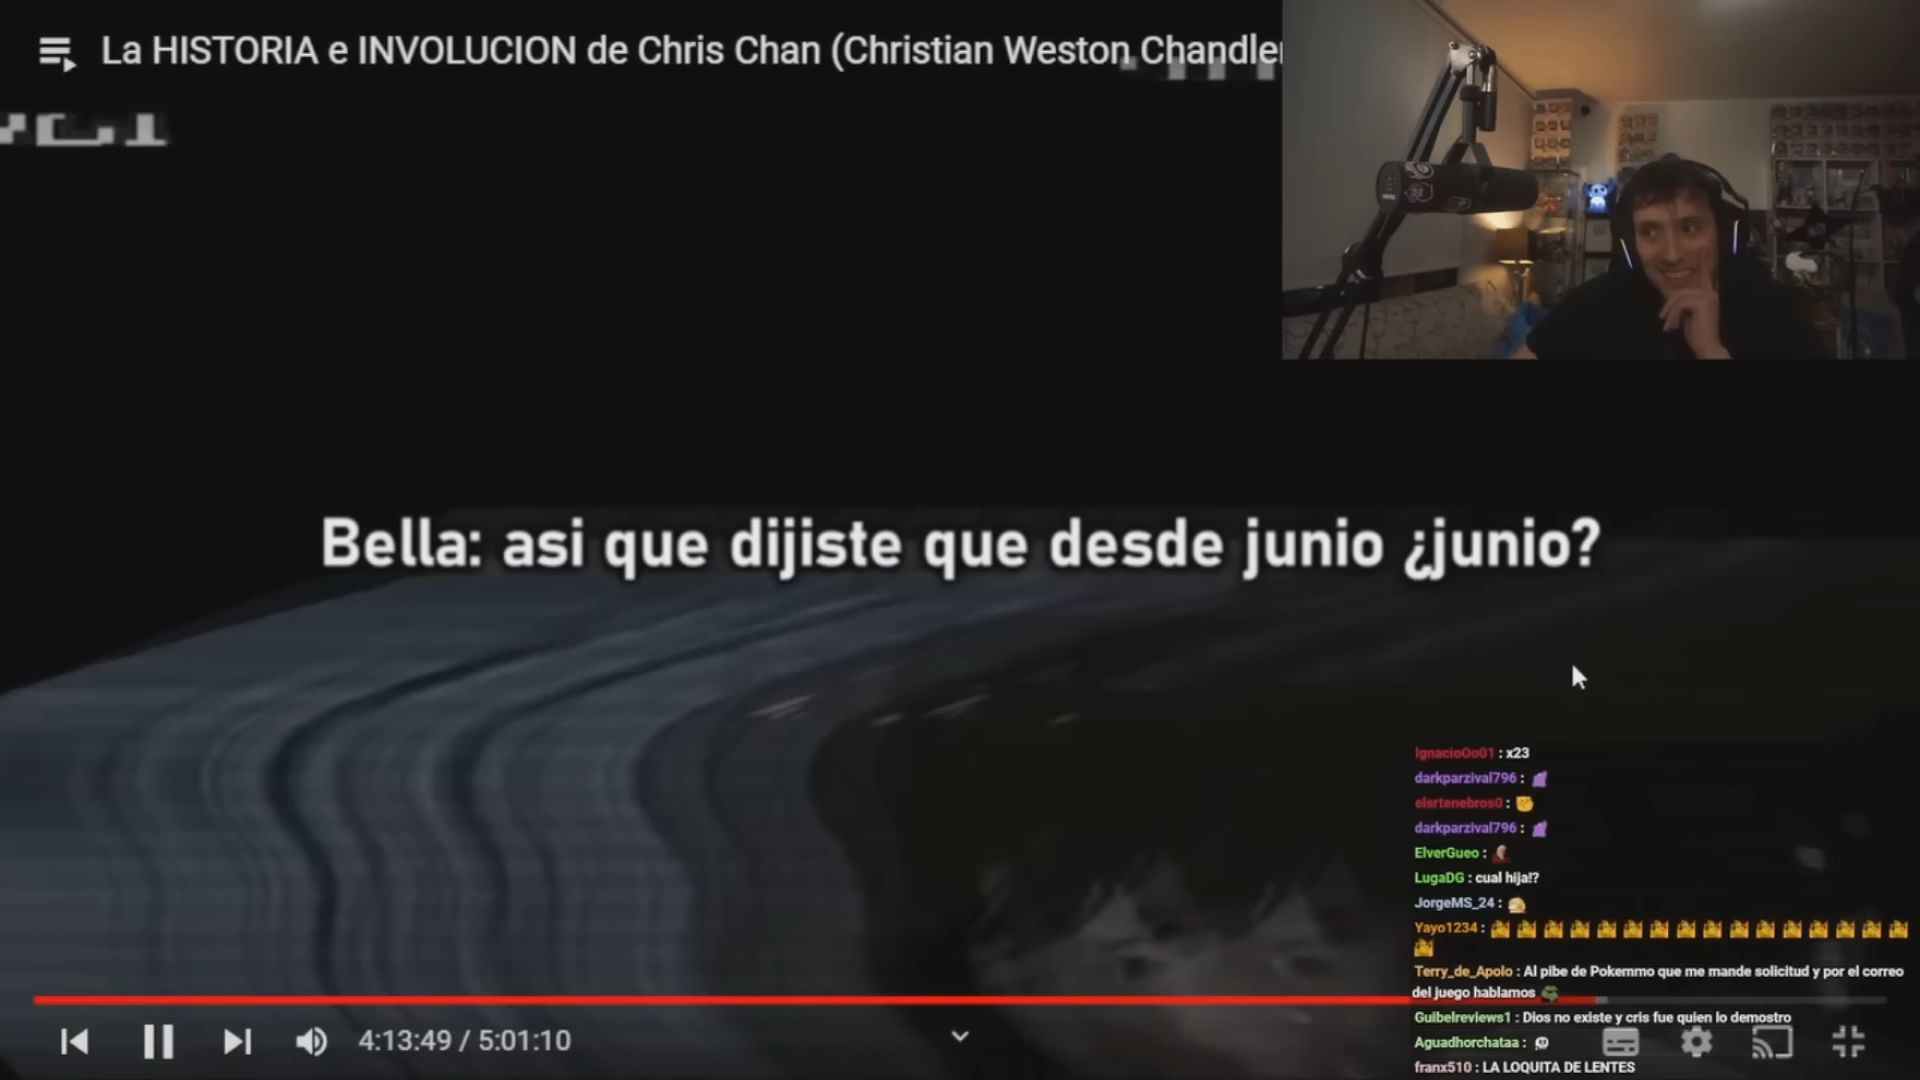 La HISTORIA e INVOLUCION de Chris Chan (Christian Weston Chandler
Bella: asi que dijiste que desde junio ¿junio?
IgnacioOo01 : x23
darkparzival796 :
elsrtenebros0 :
darkparzival796 :
ElverGueo :
LugaDG : cual hija!?
JorgeMS_24 :
Yayo1234 :
Terry_de_Apolo : Al pibe de Pokemmo que me mande solicitud y por el correo
del juego hablamos
Guibelreviews1 : Dios no existe y cris fue quien lo demostro
Aguadhorchataa :
franx510 : LA LOQUITA DE LENTES
4:13:49 / 5:01:10